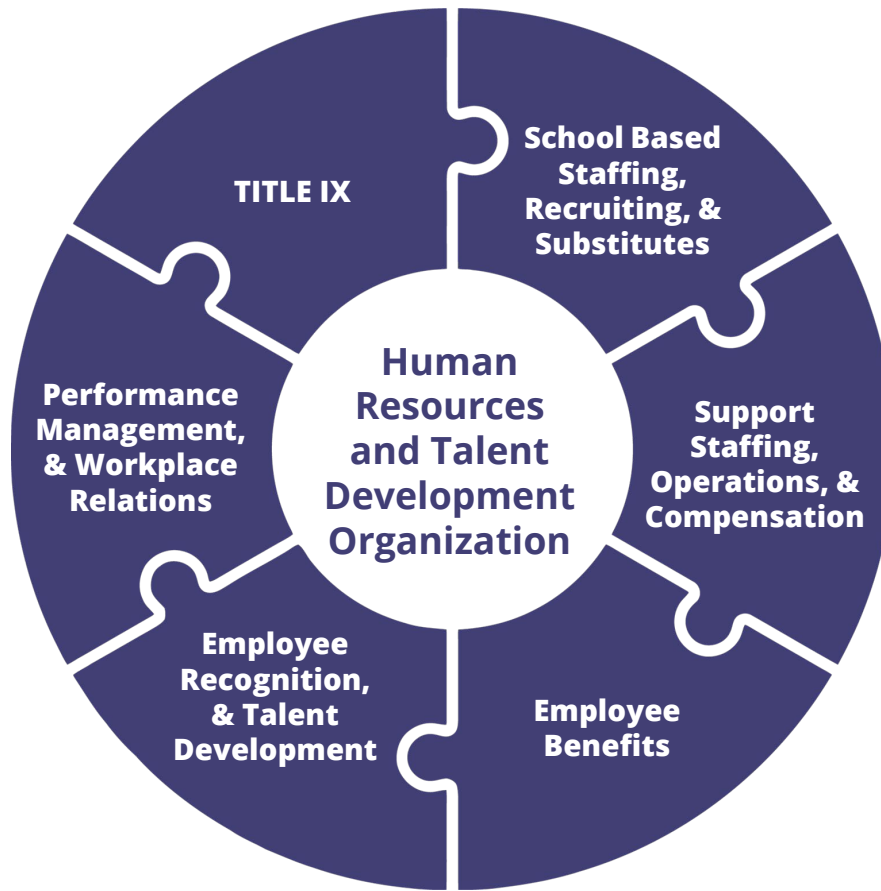 TITLE IX
School Based
Staffing,
Recruiting, &
Substitutes
Human
Resources
and Talent
Development
Organization
Performance
Management,
& Workplace
Relations
Support
Staffing,
Operations, &
Compensation
Employee
Recognition,
& Talent
Development
Employee
Benefits